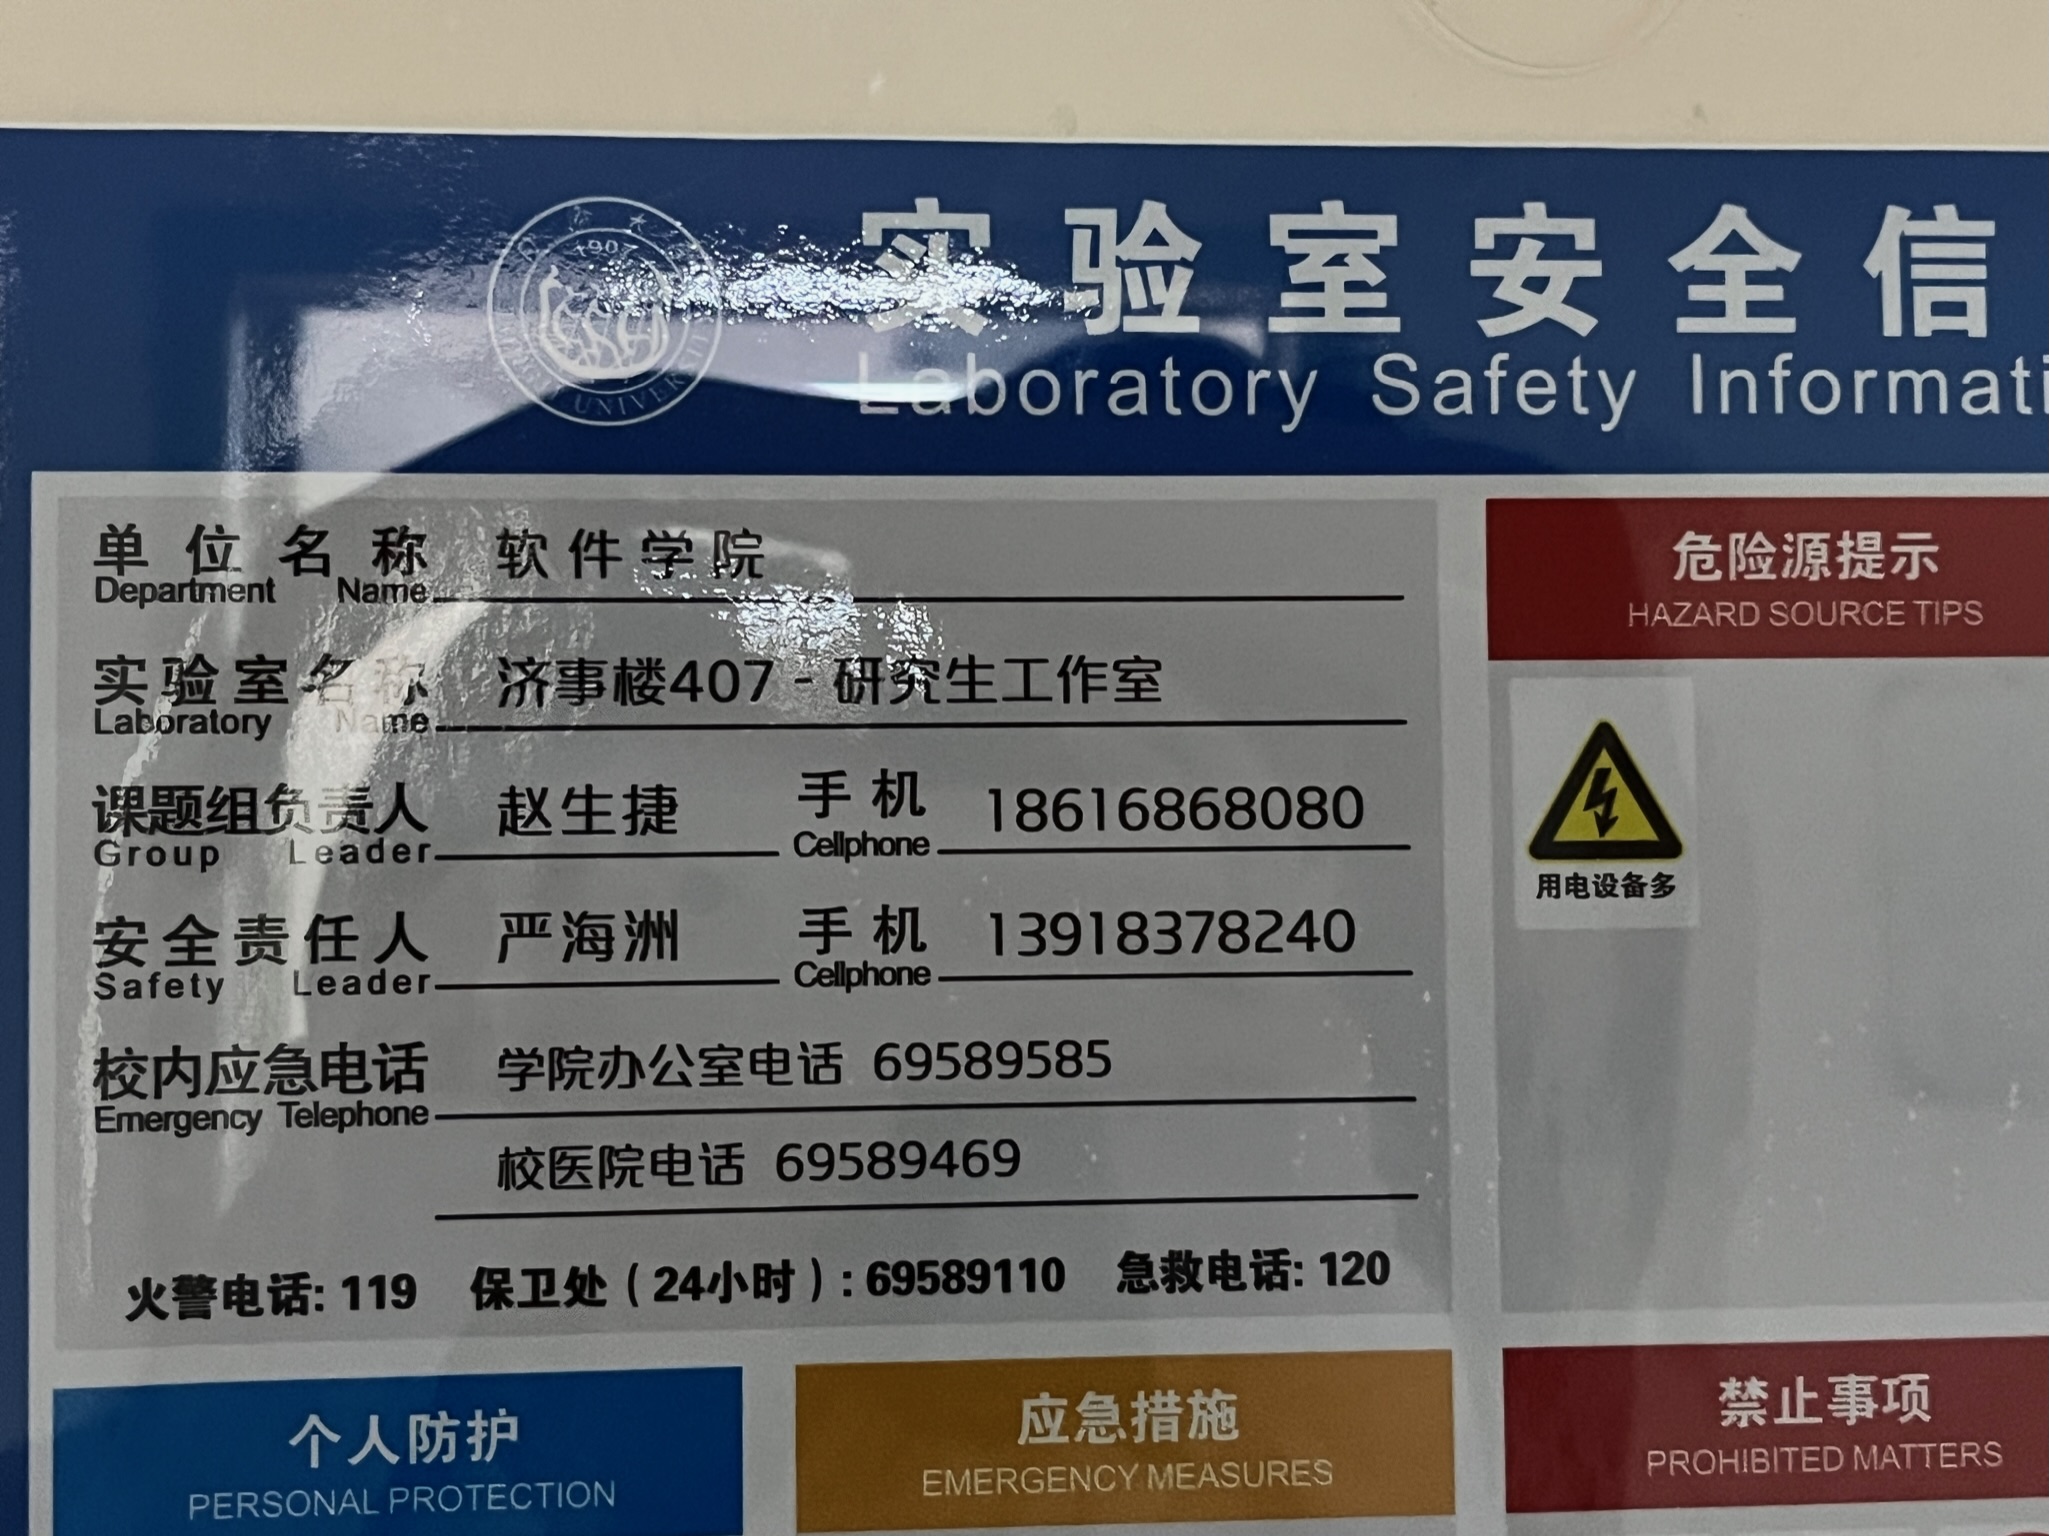 1907
UNIVERSITY
实验室安全信
Laboratory Safety Informati
单位名称 软件学院
Department Name
实验室名称 济事楼407 - 研究生工作室
Laboratory Name
课题组负责人 赵生捷 手机 18616868080
Group Leader Cellphone
安全责任人 严海洲 手机 13918378240
Safety Leader Cellphone
校内应急电话 学院办公室电话 69589585
Emergency Telephone
校医院电话 69589469
火警电话: 119 保卫处(24小时): 69589110 急救电话: 120
危险源提示
HAZARD SOURCE TIPS
用电设备多
个人防护
PERSONAL PROTECTION
应急措施
EMERGENCY MEASURES
禁止事项
PROHIBITED MATTERS